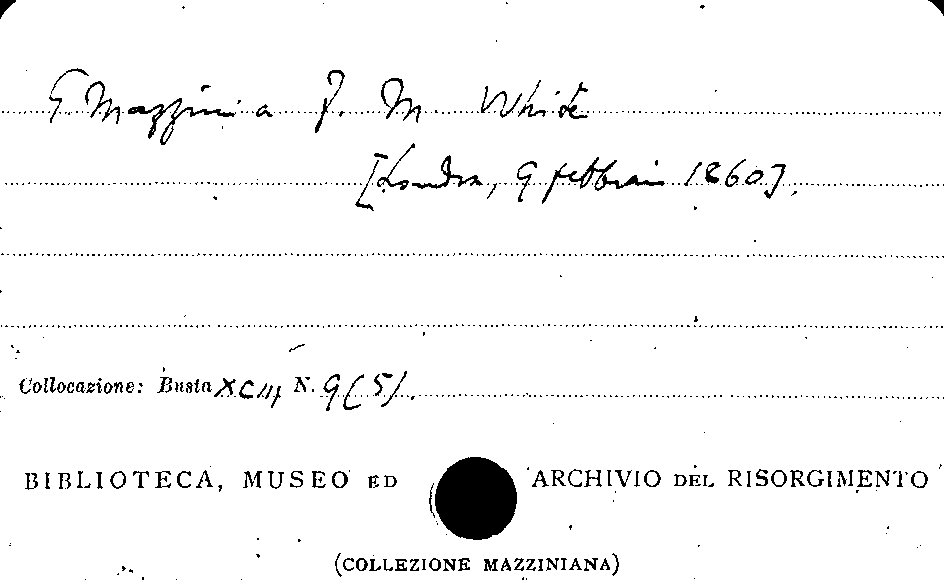 G. Mazzini a J. M. White
[Londra, 9 febbraio 1860].
Collocazione: Busta XCIII N. 9(5).
BIBLIOTECA, MUSEO ED ARCHIVIO DEL RISORGIMENTO
(COLLEZIONE MAZZINIANA)